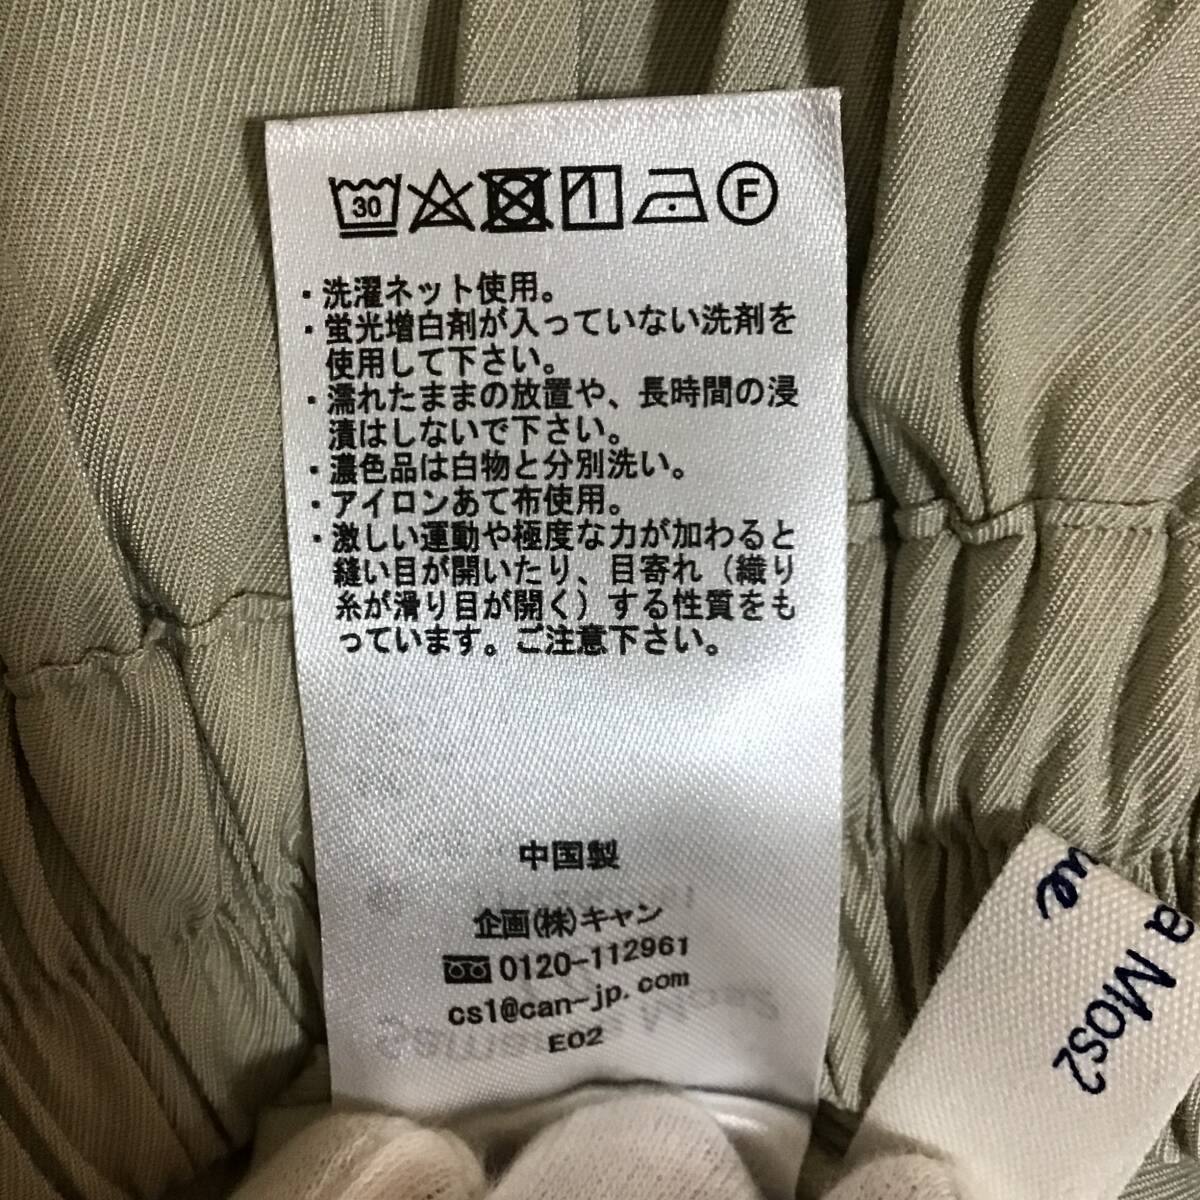 30
F
・洗濯ネット使用。
・蛍光増白剤が入っていない洗剤を
使用して下さい。
・濡れたままの放置や、長時間の浸
漬はしないで下さい。
・濃色品は白物と分別洗い。
・アイロンあて布使用。
・激しい運動や極度な力が加わると
縫い目が開いたり、目寄れ（織り
糸が滑り目が開く）する性質をも
っています。ご注意下さい。
中国製
企画(株)キャン
0120-112961
cs1@can-jp.com
E02
ue
a Mos2